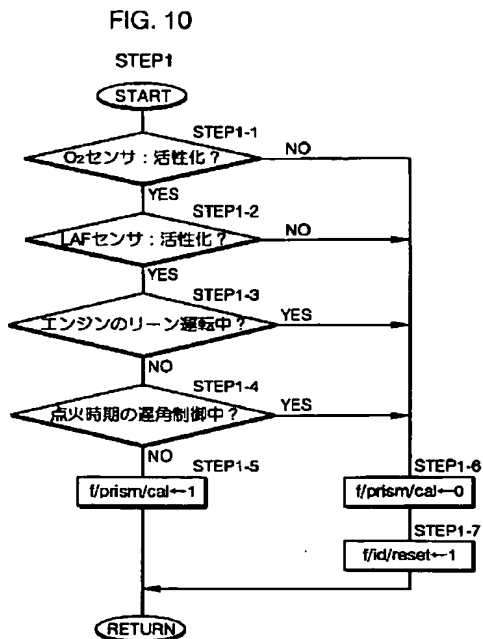 FIG. 10
STEP1
START
STEP1-1
O₂センサ：活性化？
NO
YES
STEP1-2
LAFセンサ：活性化？
NO
YES
STEP1-3
エンジンのリーン運転中？
YES
NO
STEP1-4
点火時期の遅角制御中？
YES
NO
STEP1-5
f/prism/cal←1
STEP1-6
f/prism/cal←0
STEP1-7
f/id/reset←1
RETURN